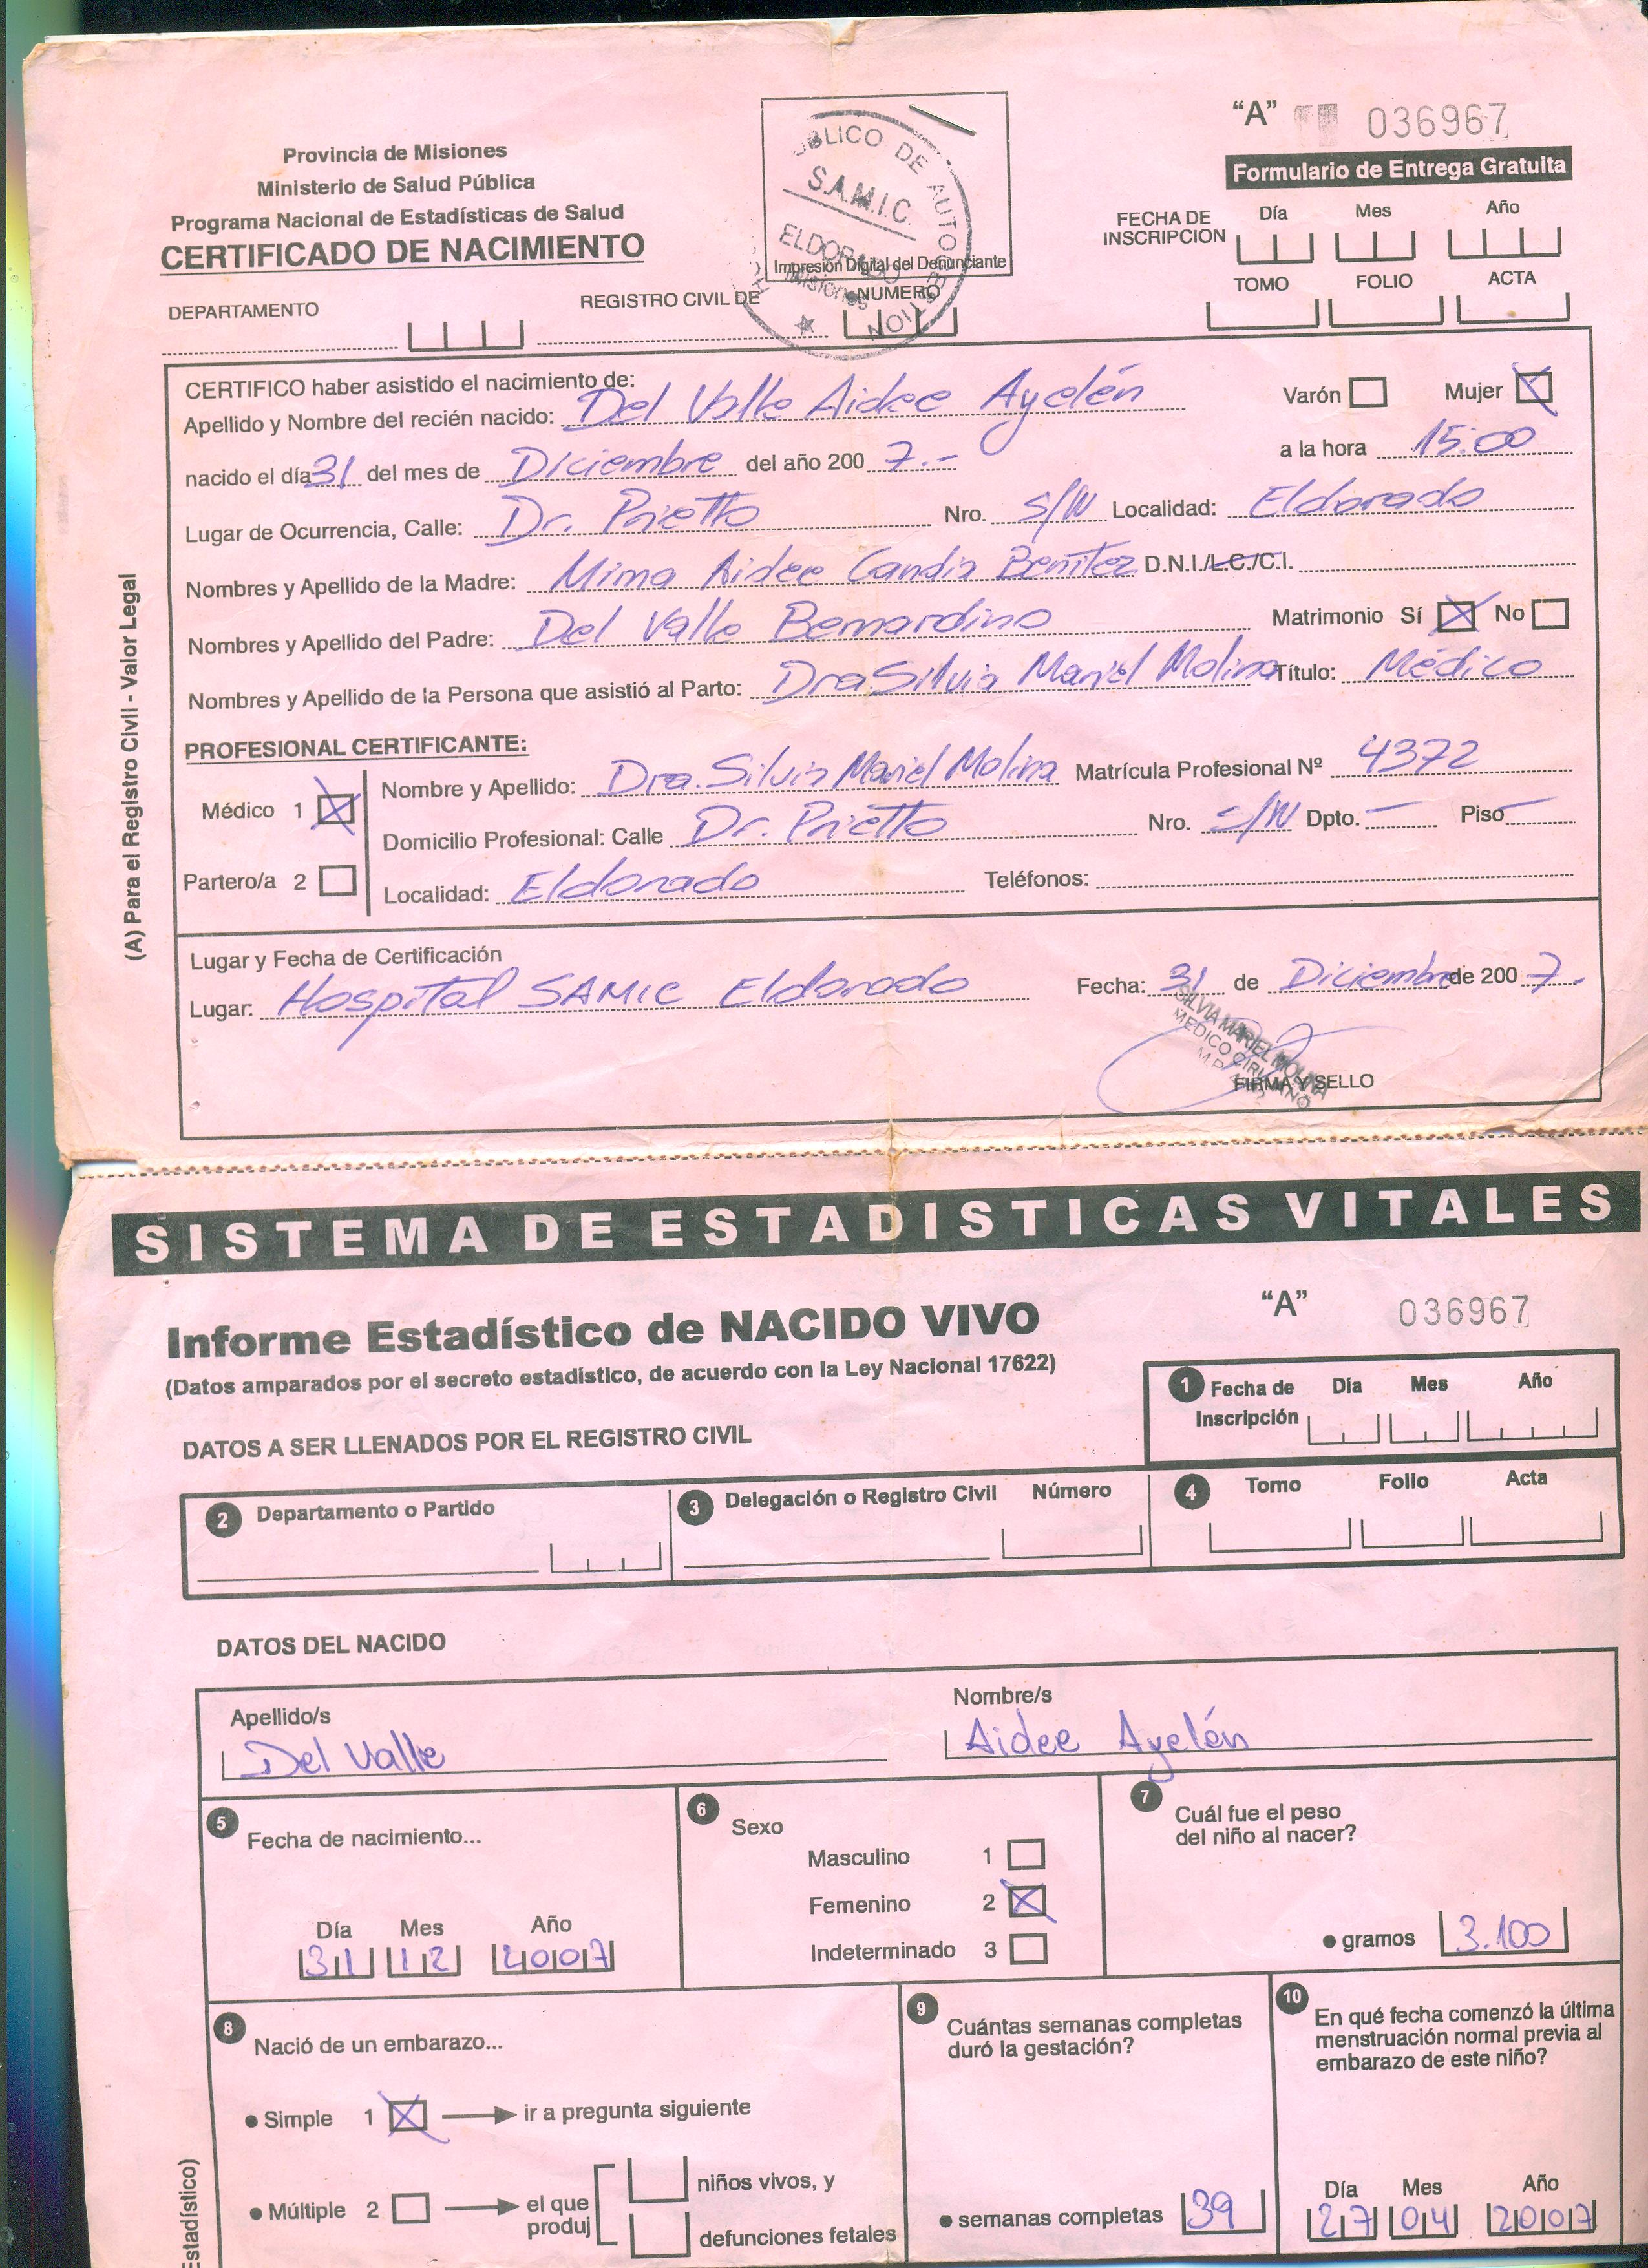 "A" 036967
Formulario de Entrega Gratuita
Provincia de Misiones
Ministerio de Salud Pública
Programa Nacional de Estadísticas de Salud
CERTIFICADO DE NACIMIENTO
BLICO DE AUTOGESTION
S.A.M.I.C.
ELDORADO
Misiones
Impresión Digital del Denunciante
FECHA DE INSCRIPCION Día Mes Año
TOMO FOLIO ACTA
DEPARTAMENTO REGISTRO CIVIL DE NUMERO
(A) Para el Registro Civil - Valor Legal
CERTIFICO haber asistido el nacimiento de:
Apellido y Nombre del recién nacido: Del Valle Aidee Ayelén Varón Mujer X
nacido el día 31 del mes de Diciembre del año 200 7.- a la hora 15:00
Lugar de Ocurrencia, Calle: Dr. Prietto Nro. S/N Localidad: Eldorado
Nombres y Apellido de la Madre: Mirna Aidee Candia Benítez D.N.I./L.C./C.I.
Nombres y Apellido del Padre: Del Valle Bernardino Matrimonio Sí X No
Nombres y Apellido de la Persona que asistió al Parto: Dra Silvia Mariel Molina Título: Médico
PROFESIONAL CERTIFICANTE:
Médico 1 X
Partero/a 2
Nombre y Apellido: Dra. Silvia Mariel Molina Matrícula Profesional Nº 4372
Domicilio Profesional: Calle Dr. Prietto Nro. S/N Dpto. - Piso -
Localidad: Eldorado Teléfonos:
Lugar y Fecha de Certificación
Lugar: Hospital SAMIC Eldorado Fecha: 31 de Diciembre de 200 7.
SILVIA MARIEL MOLINA
MEDICO CIRUJANO
M.P.
FIRMA Y SELLO
SISTEMA DE ESTADISTICAS VITALES
Informe Estadístico de NACIDO VIVO "A" 036967
(Datos amparados por el secreto estadístico, de acuerdo con la Ley Nacional 17622)
1 Fecha de Inscripción Día Mes Año
DATOS A SER LLENADOS POR EL REGISTRO CIVIL
2 Departamento o Partido 3 Delegación o Registro Civil Número 4 Tomo Folio Acta
DATOS DEL NACIDO
Apellido/s Nombre/s
Del Valle Aidee Ayelén
5 Fecha de nacimiento...
Día Mes Año
31 12 2007
6 Sexo
Masculino 1
Femenino 2 X
Indeterminado 3
7 Cuál fue el peso
del niño al nacer?
• gramos 3.100
8 Nació de un embarazo...
• Simple 1 X ir a pregunta siguiente
• Múltiple 2 el que produj niños vivos, y
defunciones fetales
9 Cuántas semanas completas
duró la gestación?
• semanas completas 39
10 En qué fecha comenzó la última
menstruación normal previa al
embarazo de este niño?
Día Mes Año
27 04 2007
Estadístico)